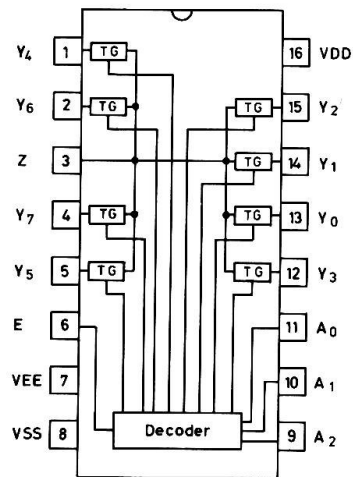 Y4 1 TG 16 VDD
Y6 2 TG TG 15 Y2
Z 3 TG 14 Y1
Y7 4 TG TG 13 Y0
Y5 5 TG TG 12 Y3
E 6 11 A0
VEE 7 10 A1
VSS 8 Decoder 9 A2